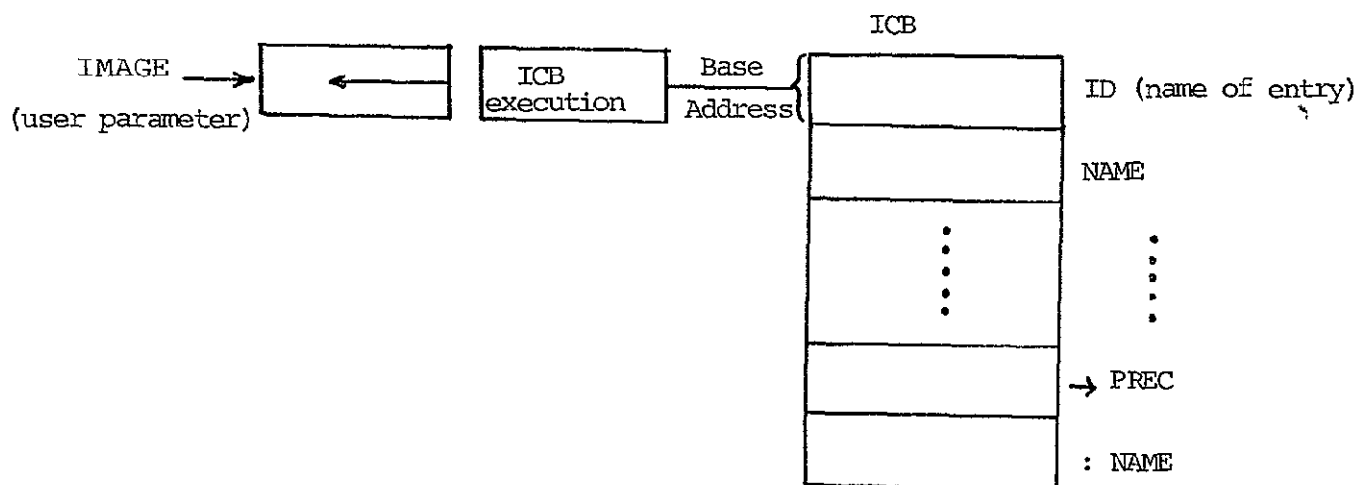 ICB
IMAGE
(user parameter)
ICB
execution
Base
Address
ID (name of entry)
NAME
→ PREC
: NAME